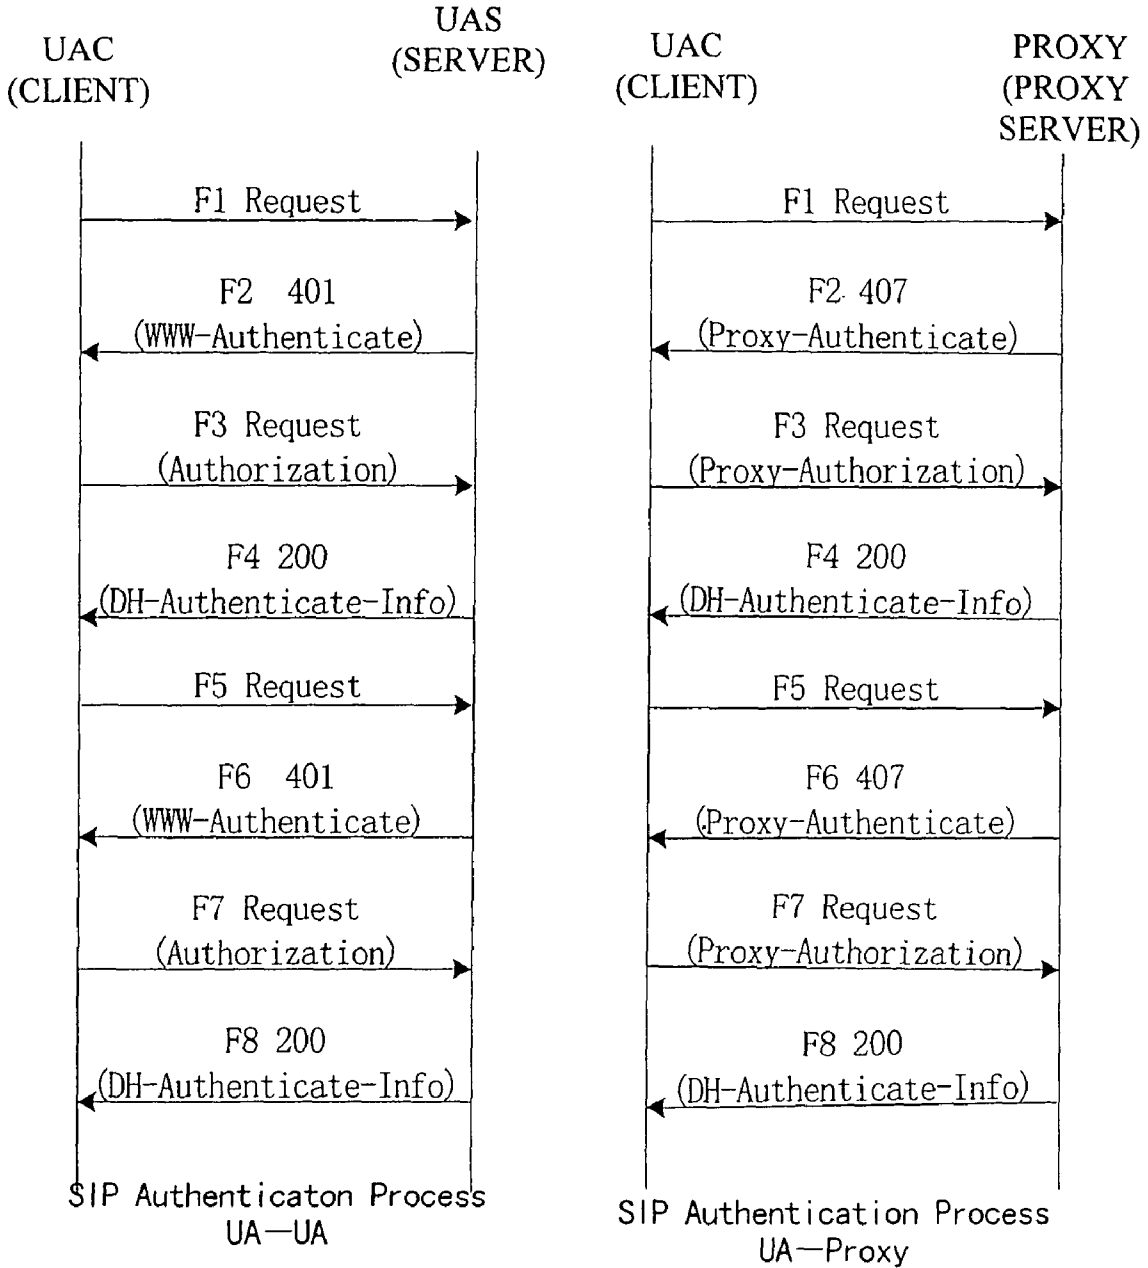 UAC
(CLIENT)
UAS
(SERVER)
F1 Request
F2 401
(WWW-Authenticate)
F3 Request
(Authorization)
F4 200
(DH-Authenticate-Info)
F5 Request
F6 401
(WWW-Authenticate)
F7 Request
(Authorization)
F8 200
(DH-Authenticate-Info)
SIP Authenticaton Process
UA—UA
UAC
(CLIENT)
PROXY
(PROXY
SERVER)
F1 Request
F2 407
(Proxy-Authenticate)
F3 Request
(Proxy-Authorization)
F4 200
(DH-Authenticate-Info)
F5 Request
F6 407
(Proxy-Authenticate)
F7 Request
(Proxy-Authorization)
F8 200
(DH-Authenticate-Info)
SIP Authentication Process
UA—Proxy